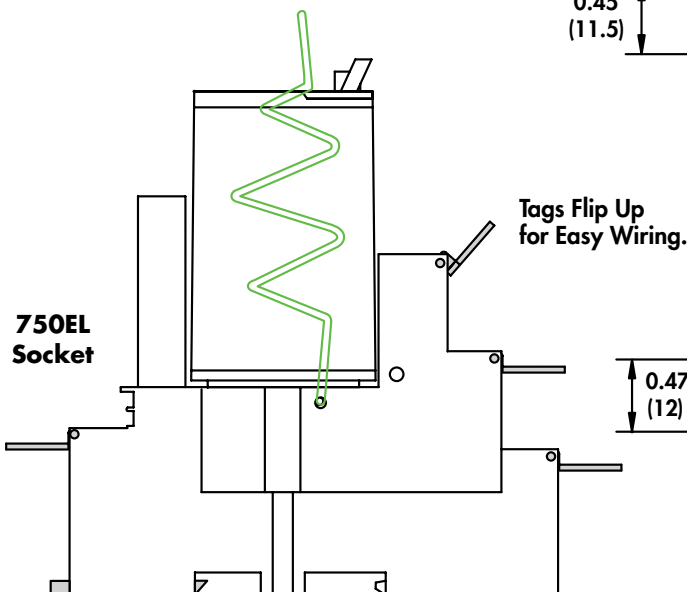 0.45
(11.5)
Tags Flip Up
for Easy Wiring.
750EL
Socket
0.47
(12)